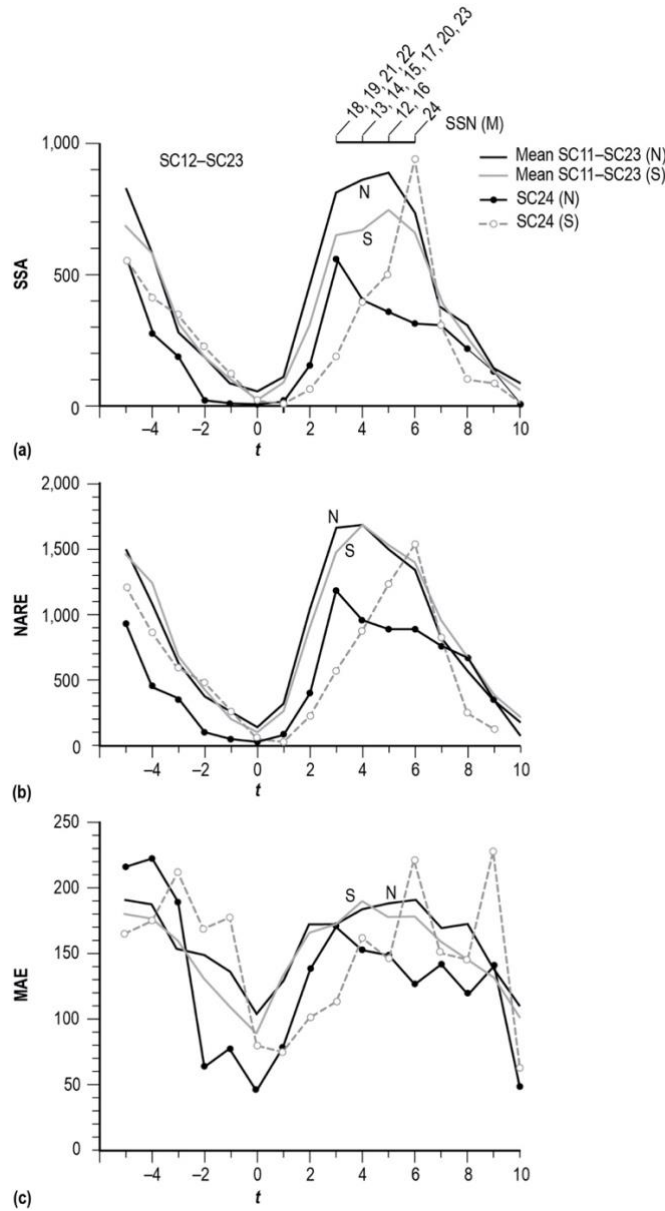 18, 19, 21, 22
13, 14, 15, 17, 20, 23
12, 16
24
SSN (M)
SC12–SC23
Mean SC11–SC23 (N)
Mean SC11–SC23 (S)
SC24 (N)
SC24 (S)
1,000
500
0
SSA
N
S
–4 –2 0 2 4 6 8 10
t
(a)
2,000
1,500
1,000
500
0
NARE
N
S
–4 –2 0 2 4 6 8 10
t
(b)
250
200
150
100
50
0
MAE
S N
–4 –2 0 2 4 6 8 10
t
(c)